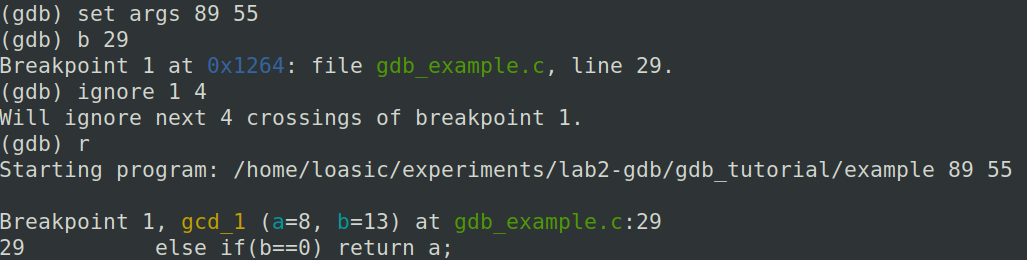 (gdb) set args 89 55
(gdb) b 29
Breakpoint 1 at 0x1264: file gdb_example.c, line 29.
(gdb) ignore 1 4
Will ignore next 4 crossings of breakpoint 1.
(gdb) r
Starting program: /home/loasic/experiments/lab2-gdb/gdb_tutorial/example 89 55

Breakpoint 1, gcd_1 (a=8, b=13) at gdb_example.c:29
29          else if(b==0) return a;